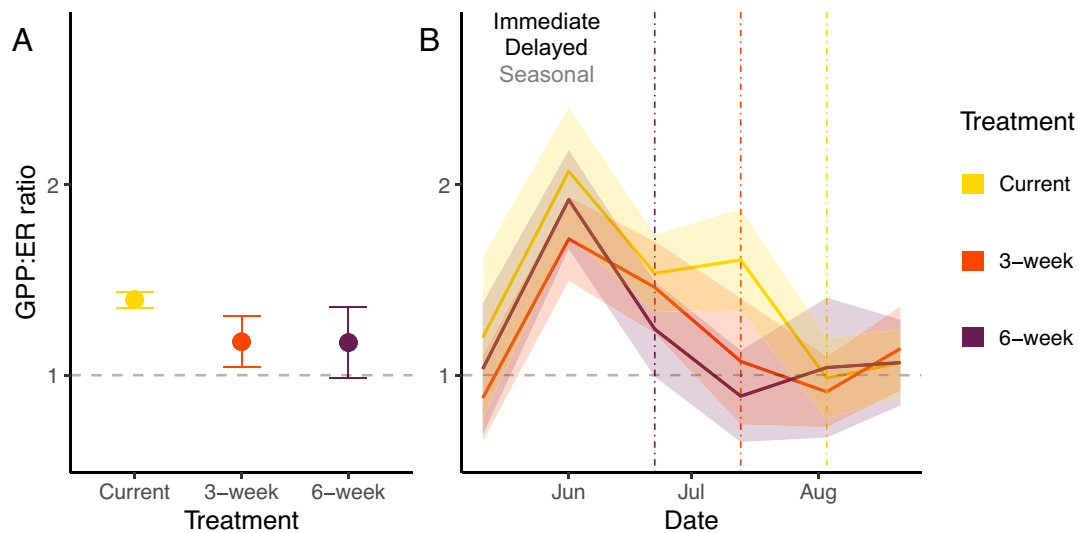 A
GPP:ER ratio
2
1
Current
3−week
6−week
Treatment
B
Immediate
Delayed
Seasonal
2
1
Jun
Jul
Aug
Date
Treatment
Current
3−week
6−week